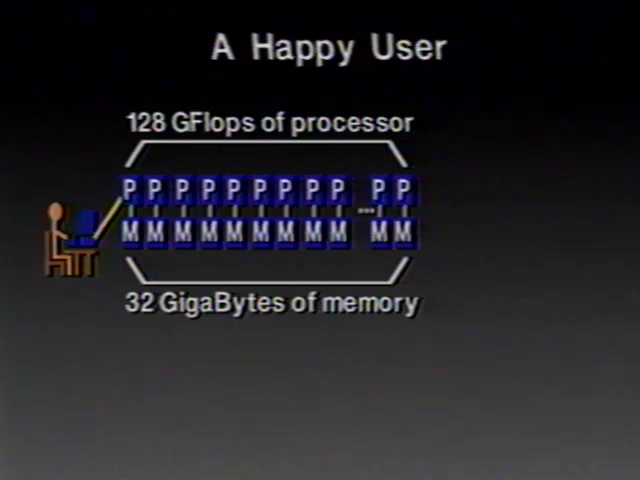 A Happy User
128 GFlops of processor
P P P P P P P P P ... P P
M M M M M M M M M M M
32 GigaBytes of memory